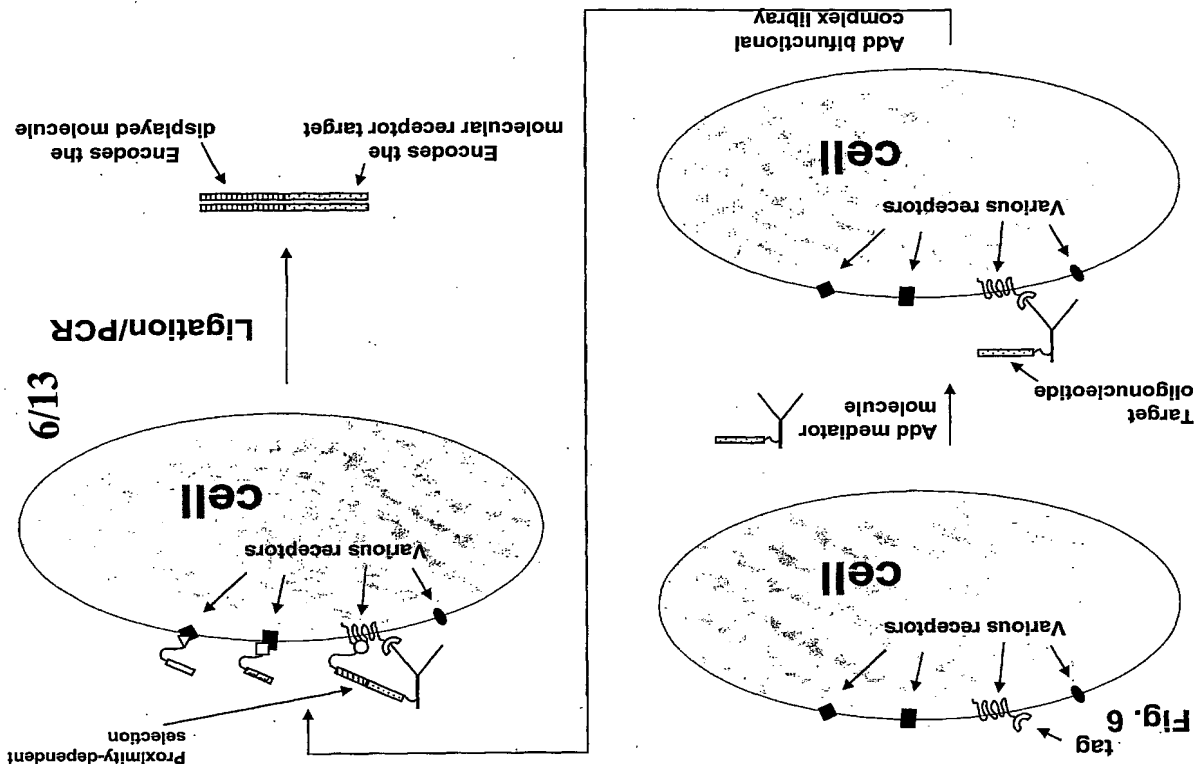 Fig. 6
tag
Various receptors
cell
Add mediator
molecule
Target
oligonucleotide
Various receptors
cell
Add bifunctional
complex libray
Proximity-dependent
selection
Various receptors
cell
6/13
Ligation/PCR
Encodes the
molecular receptor target
Encodes the
displayed molecule